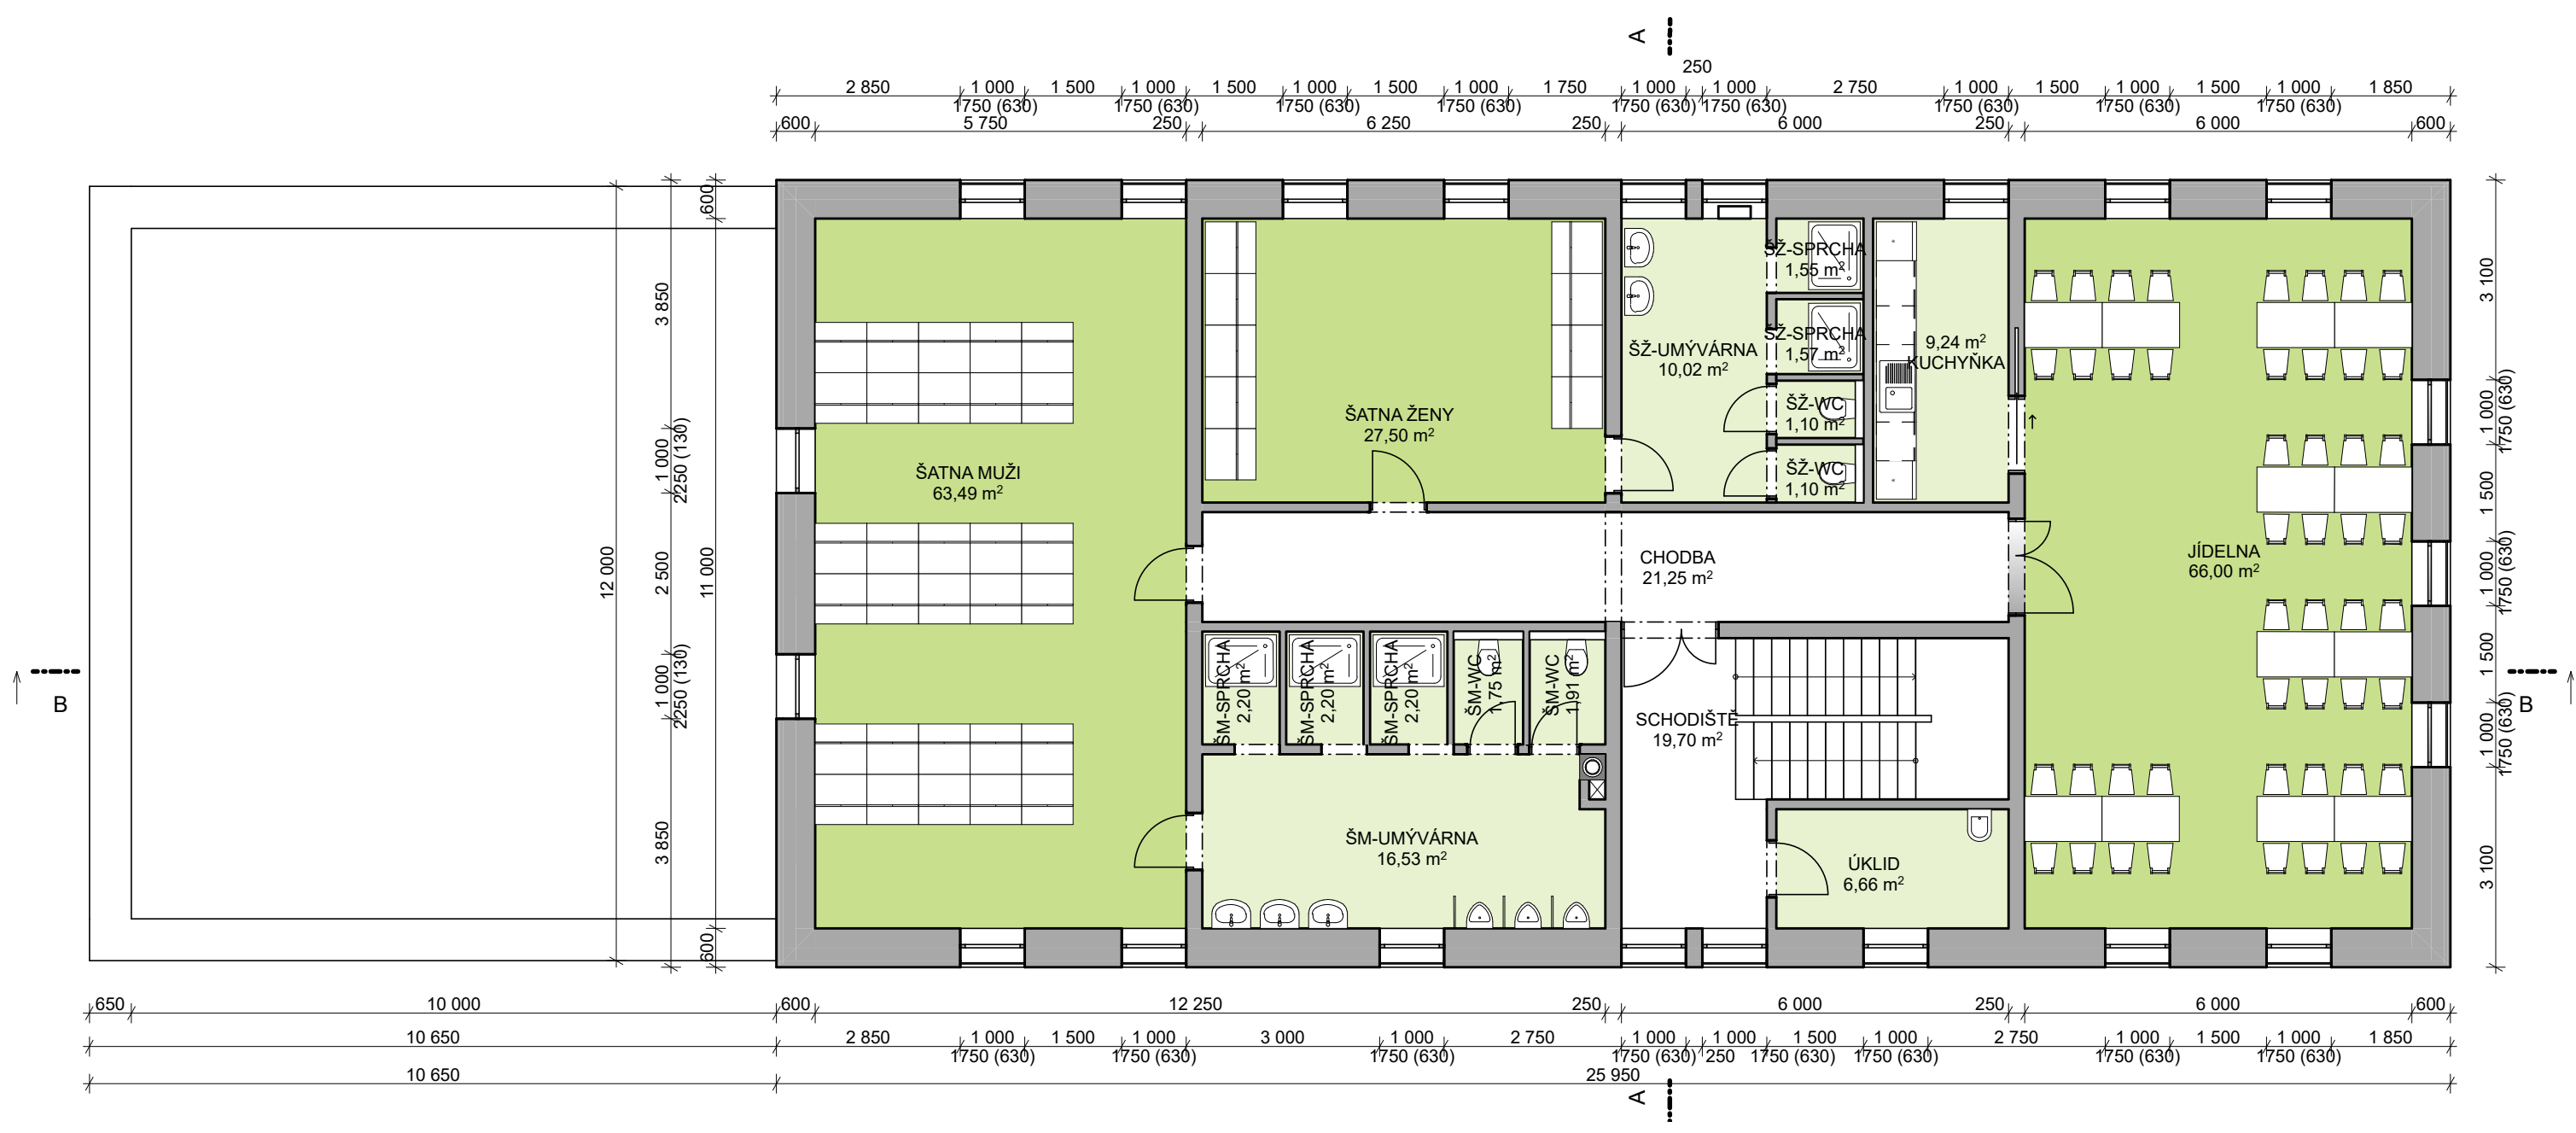 A
250
2 850 1 000 1 500 1 000 1 500 1 000 1 500 1 000 1 750 1 000 1 000 2 750 1 000 1 500 1 000 1 500 1 000 1 850
1750 (630) 1750 (630) 1750 (630) 1750 (630) 1750 (630) 1750 (630) 1750 (630) 1750 (630) 1750 (630)
600 5 750 250 6 250 250 6 000 250 6 000 600
12 000
3 850
1 000
2250 (130)
2 500
1 000
2250 (130)
3 850
600
11 000
600
ŠATNA MUŽI
63,49 m²
ŠATNA ŽENY
27,50 m²
ŠŽ-UMÝVÁRNA
10,02 m²
ŠŽ-SPRCHA
1,55 m²
ŠŽ-SPRCHA
1,57 m²
ŠŽ-WC
1,10 m²
ŠŽ-WC
1,10 m²
9,24 m²
KUCHYŇKA
CHODBA
21,25 m²
JÍDELNA
66,00 m²
ŠM-SPRCHA
2,20 m²
ŠM-SPRCHA
2,20 m²
ŠM-SPRCHA
2,20 m²
ŠM-WC
1,75 m²
ŠM-WC
1,91 m²
SCHODIŠTĚ
19,70 m²
ŠM-UMÝVÁRNA
16,53 m²
ÚKLID
6,66 m²
3 100
1 000
1750 (630)
1 500
1 000
1750 (630)
1 500
1 000
1750 (630)
3 100
B
B
650 10 000 600 12 250 250 6 000 250 6 000 600
10 650 2 850 1 000 1 500 1 000 3 000 1 000 2 750 1 000 1 000 1 500 1 000 2 750 1 000 1 500 1 000 1 850
1750 (630) 1750 (630) 1750 (630) 1750 (630) 250 1750 (630) 1750 (630) 1750 (630) 1750 (630)
10 650 25 950
A